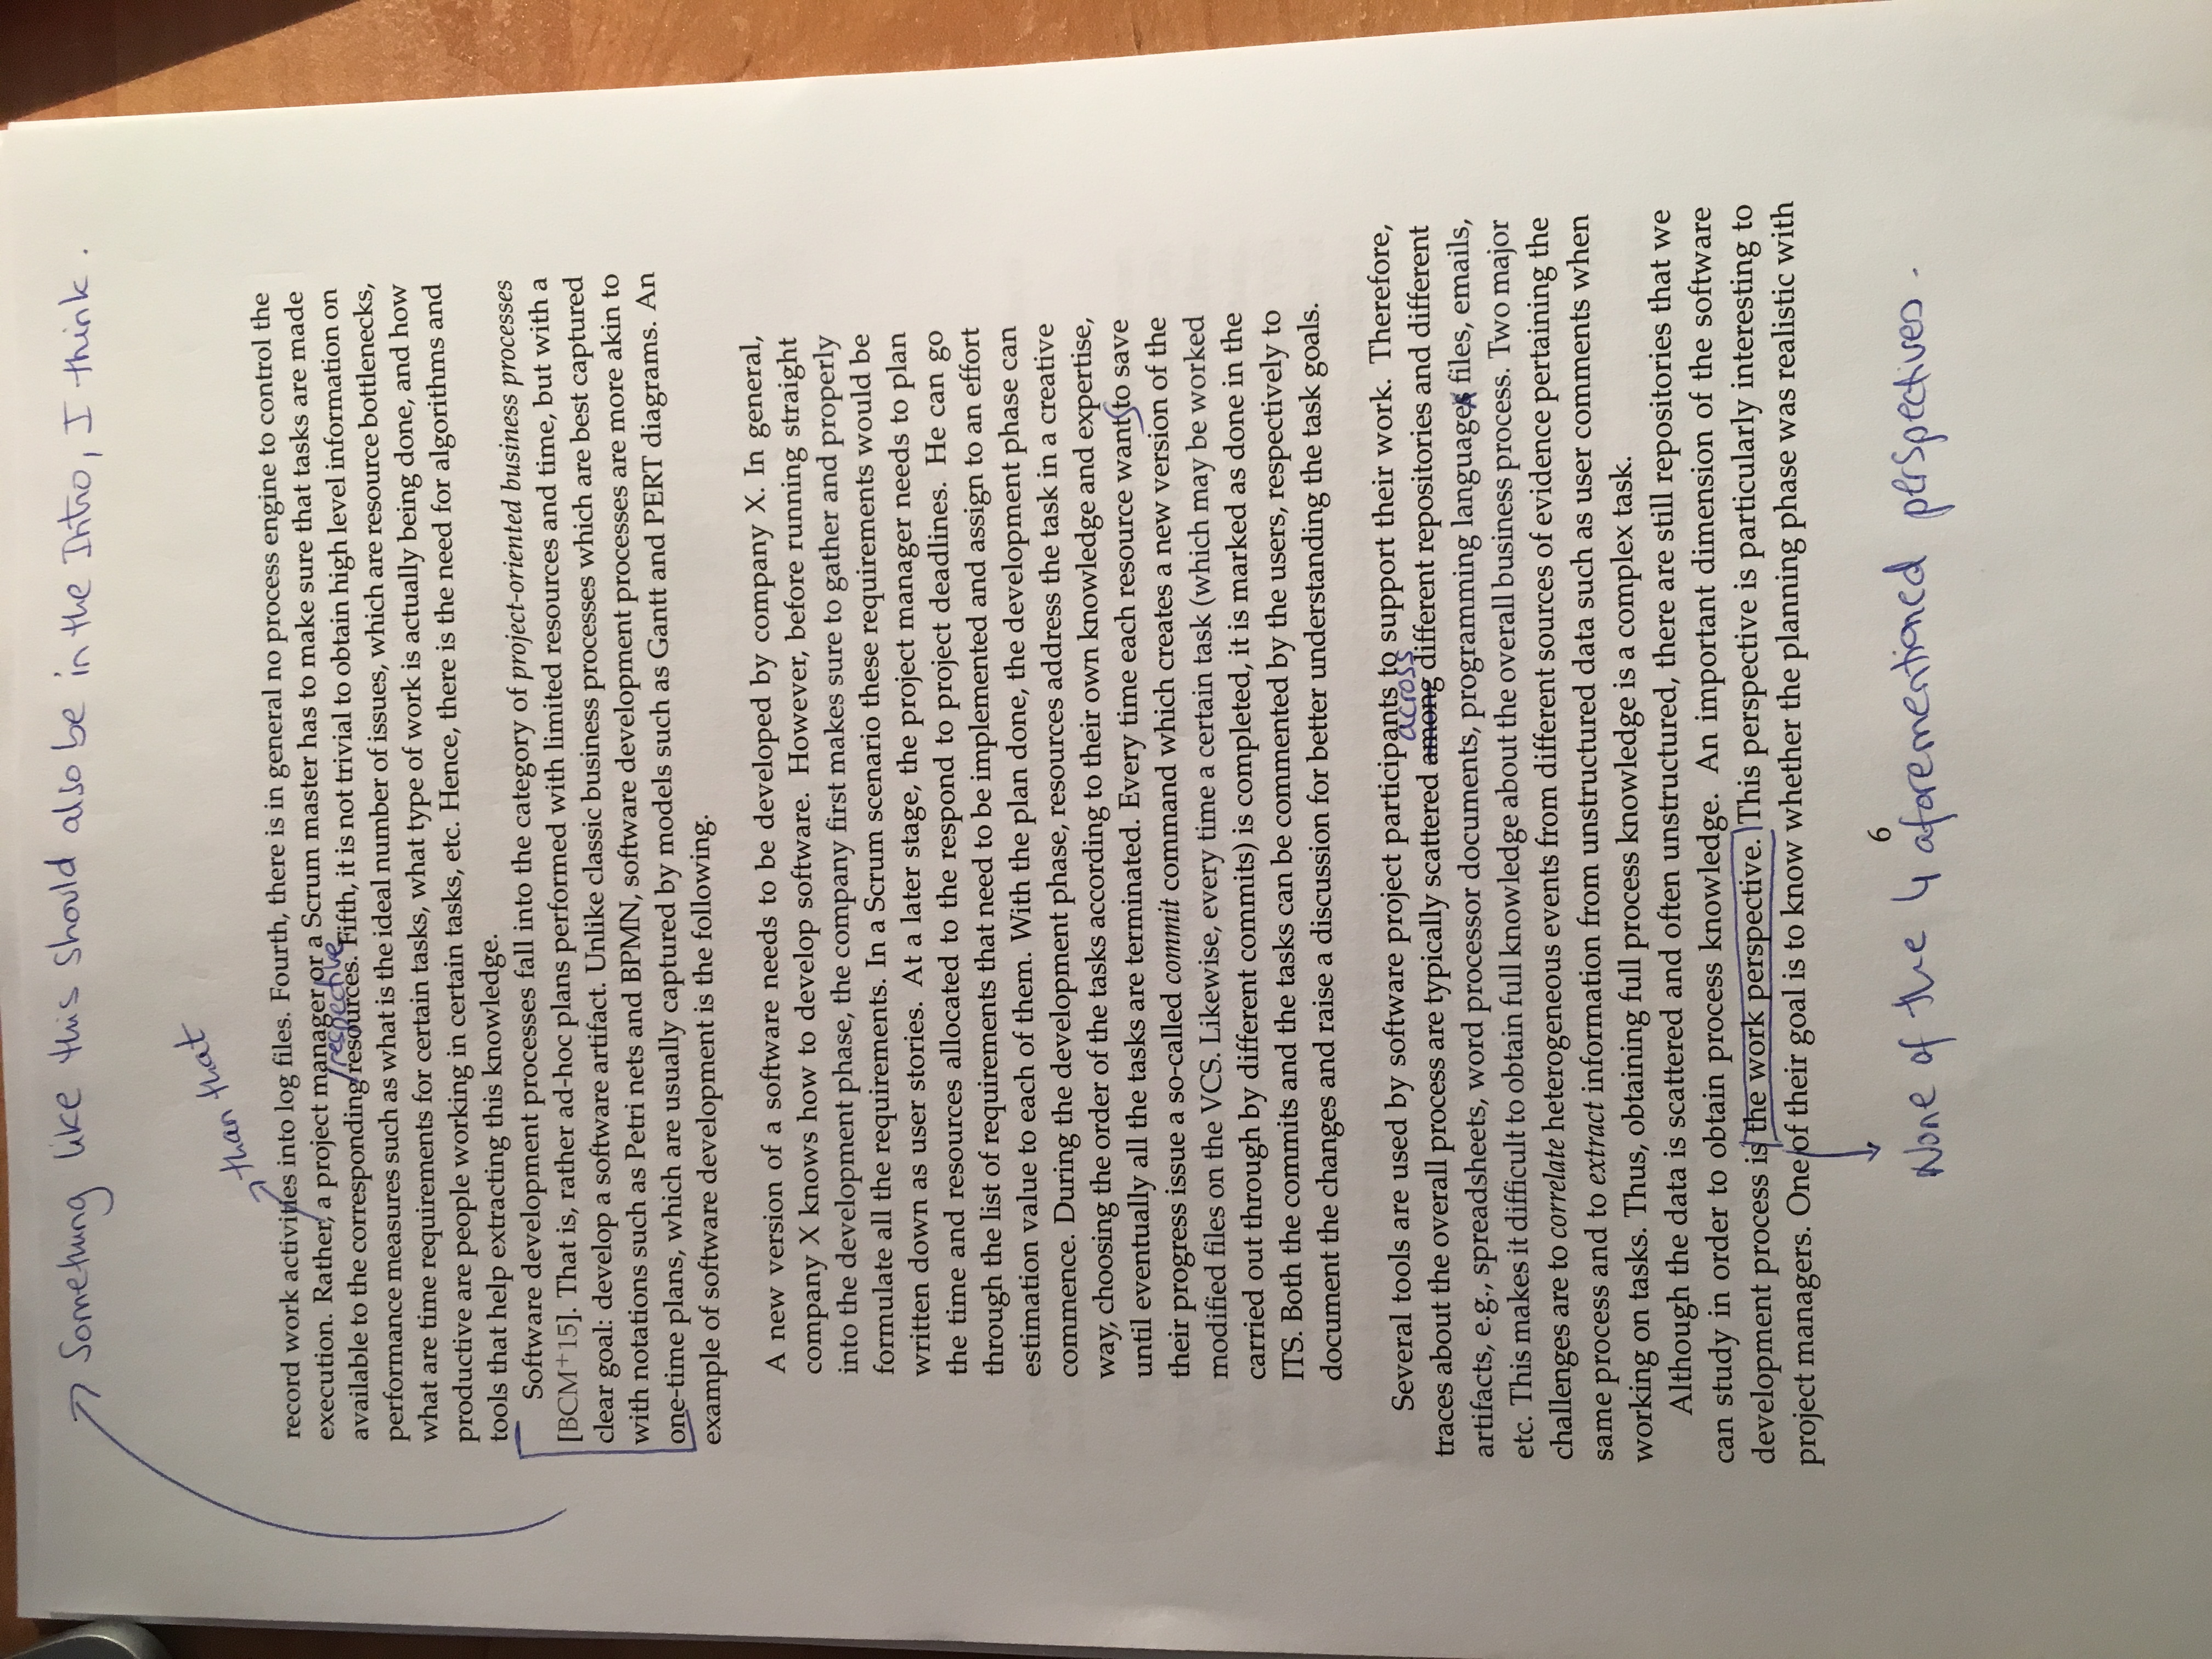 Something like this should also be in the Intro, I think.
than that
record work activities into log files. Fourth, there is in general no process engine to control the
execution. Rather, a project manager or a Scrum master has to make sure that tasks are made
/respective
available to the corresponding resources. Fifth, it is not trivial to obtain high level information on
performance measures such as what is the ideal number of issues, which are resource bottlenecks,
what are time requirements for certain tasks, what type of work is actually being done, and how
productive are people working in certain tasks, etc. Hence, there is the need for algorithms and
tools that help extracting this knowledge.
Software development processes fall into the category of project-oriented business processes
[BCM+15]. That is, rather ad-hoc plans performed with limited resources and time, but with a
clear goal: develop a software artifact. Unlike classic business processes which are best captured
with notations such as Petri nets and BPMN, software development processes are more akin to
one-time plans, which are usually captured by models such as Gantt and PERT diagrams. An
example of software development is the following.
A new version of a software needs to be developed by company X. In general,
company X knows how to develop software. However, before running straight
into the development phase, the company first makes sure to gather and properly
formulate all the requirements. In a Scrum scenario these requirements would be
written down as user stories. At a later stage, the project manager needs to plan
the time and resources allocated to the respond to project deadlines. He can go
through the list of requirements that need to be implemented and assign to an effort
estimation value to each of them. With the plan done, the development phase can
commence. During the development phase, resources address the task in a creative
way, choosing the order of the tasks according to their own knowledge and expertise,
until eventually all the tasks are terminated. Every time each resource wants to save
their progress issue a so-called commit command which creates a new version of the
modified files on the VCS. Likewise, every time a certain task (which may be worked
carried out through by different commits) is completed, it is marked as done in the
ITS. Both the commits and the tasks can be commented by the users, respectively to
document the changes and raise a discussion for better understanding the task goals.
Several tools are used by software project participants to support their work. Therefore,
across
traces about the overall process are typically scattered among different repositories and different
artifacts, e.g., spreadsheets, word processor documents, programming languages files, emails,
etc. This makes it difficult to obtain full knowledge about the overall business process. Two major
challenges are to correlate heterogeneous events from different sources of evidence pertaining the
same process and to extract information from unstructured data such as user comments when
working on tasks. Thus, obtaining full process knowledge is a complex task.
Although the data is scattered and often unstructured, there are still repositories that we
can study in order to obtain process knowledge. An important dimension of the software
development process is the work perspective. This perspective is particularly interesting to
project managers. One of their goal is to know whether the planning phase was realistic with
6
None of the 4 aforementioned perspectives.